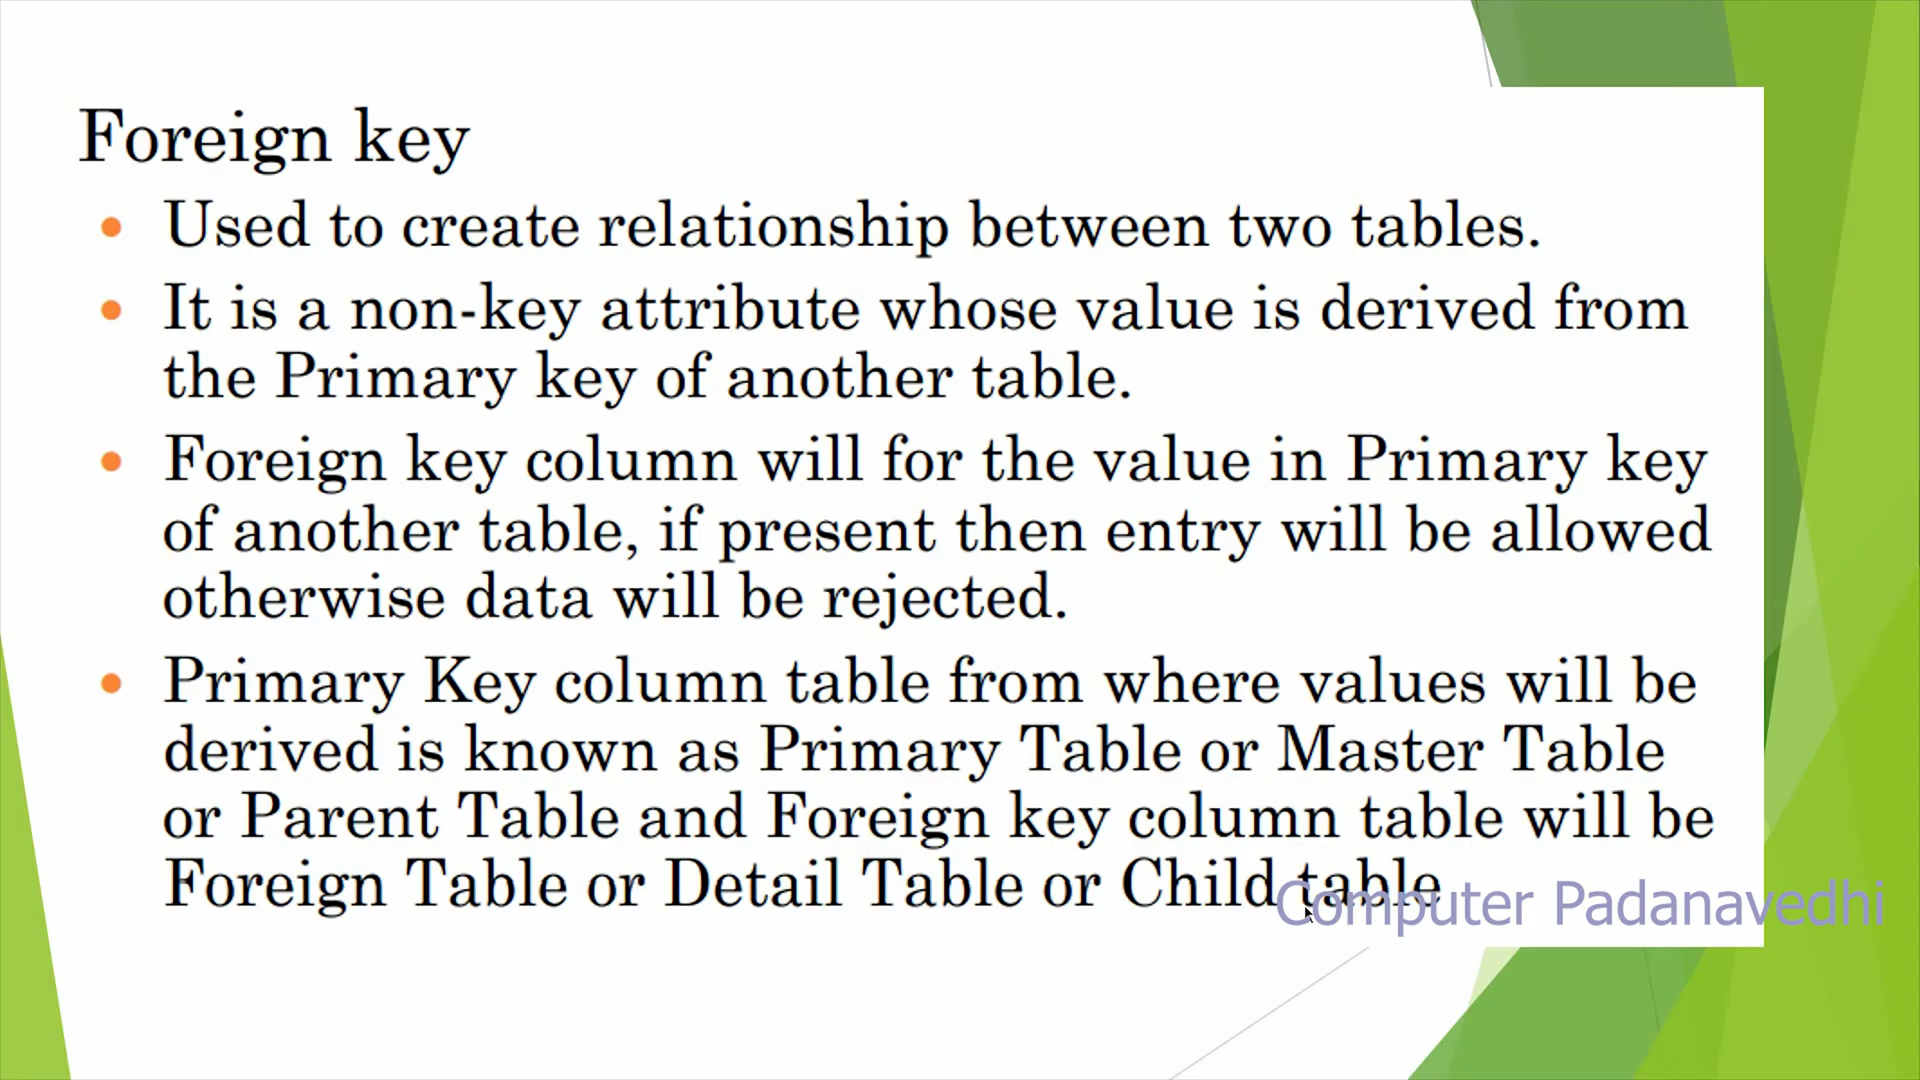 Foreign key
• Used to create relationship between two tables.
• It is a non-key attribute whose value is derived from
the Primary key of another table.
• Foreign key column will for the value in Primary key
of another table, if present then entry will be allowed
otherwise data will be rejected.
• Primary Key column table from where values will be
derived is known as Primary Table or Master Table
or Parent Table and Foreign key column table will be
Foreign Table or Detail Table or Child table
Computer Padanavedhi